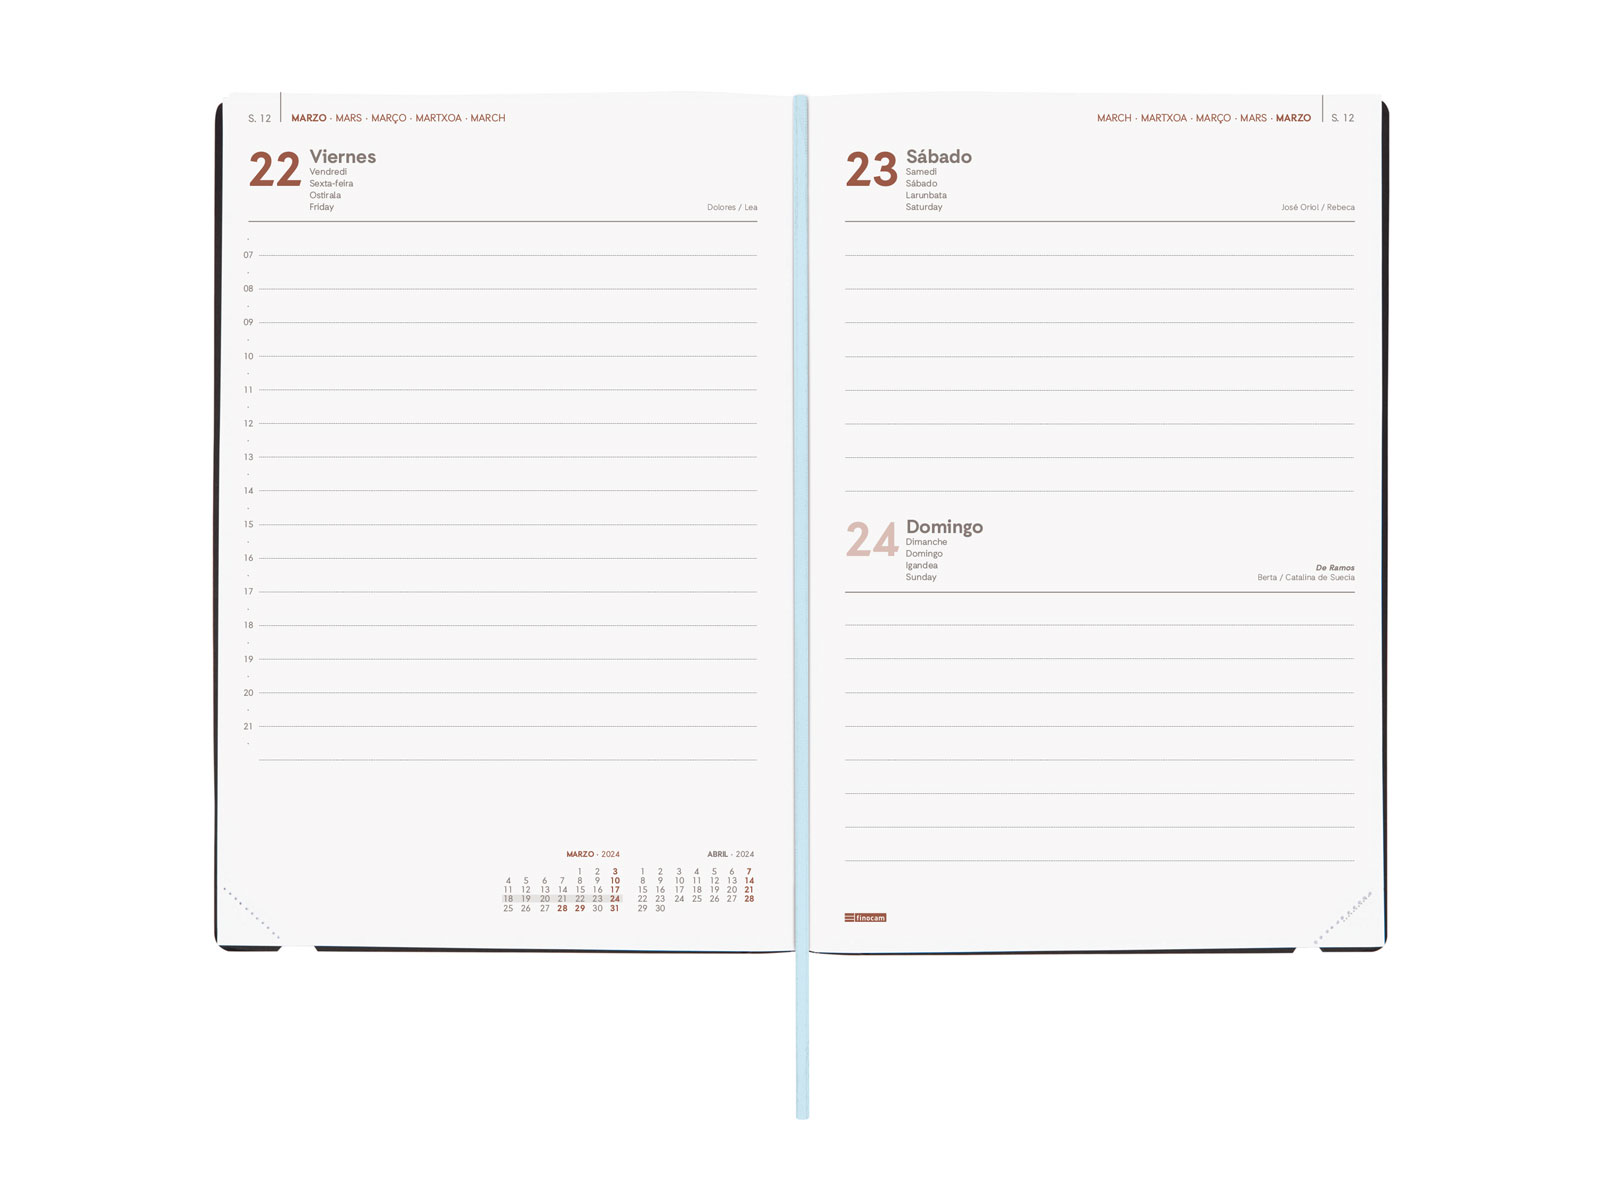 S. 12
MARZO · MARS · MARÇO · MARTXOA · MARCH
22
Viernes
Vendredi
Sexta-feira
Ostirala
Friday
Dolores / Lea
07
08
09
10
11
12
13
14
15
16
17
18
19
20
21
MARZO · 2024
1 2 3
4 5 6 7 8 9 10
11 12 13 14 15 16 17
18 19 20 21 22 23 24
25 26 27 28 29 30 31
ABRIL · 2024
1 2 3 4 5 6 7
8 9 10 11 12 13 14
15 16 17 18 19 20 21
22 23 24 25 26 27 28
29 30
MARCH · MARTXOA · MARÇO · MARS · MARZO
S. 12
23
Sábado
Samedi
Sábado
Larunbata
Saturday
José Oriol / Rebeca
24
Domingo
Dimanche
Domingo
Igandea
Sunday
De Ramos
Berta / Catalina de Suecia
finocam